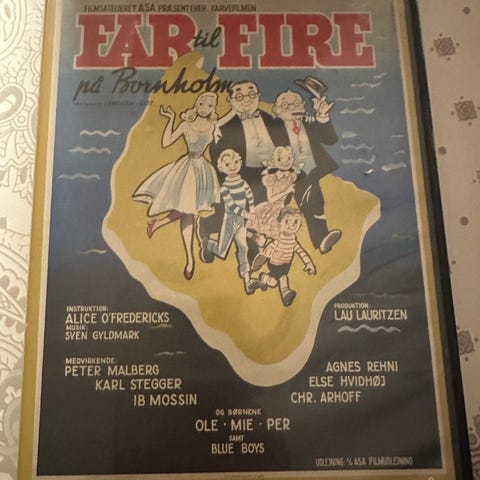 FILMSATELIERET ASA PRÆSENTERER FARVEFILMEN
FAR til FIRE
på Bornholm
INSTRUKTION:
ALICE O'FREDERICKS
MUSIK:
SVEN GYLDMARK
PRODUKTION:
LAU LAURITZEN
MEDVIRKENDE:
PETER MALBERG
KARL STEGGER
IB MOSSIN
AGNES REHNI
ELSE HVIDHØJ
CHR. ARHOFF
OG BØRNENE
OLE · MIE · PER
SAMT
BLUE BOYS
UDLEJNING: A/S ASA FILMUDLEJNING